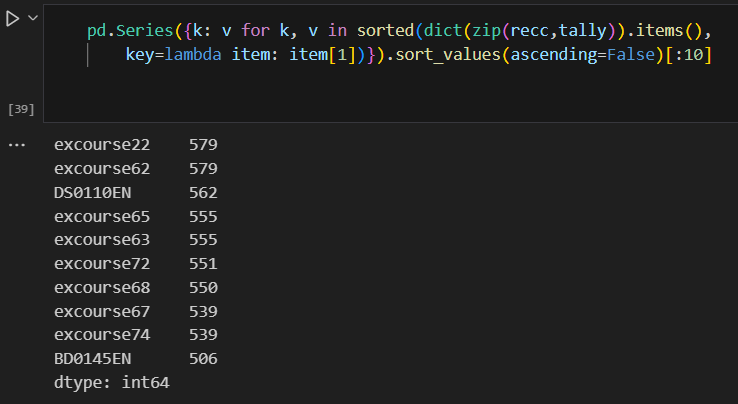 pd.Series({k: v for k, v in sorted(dict(zip(recc,tally)).items(),
key=lambda item: item[1])}).sort_values(ascending=False)[:10]
[39]
... excourse22 579
excourse62 579
DS0110EN 562
excourse65 555
excourse63 555
excourse72 551
excourse68 550
excourse67 539
excourse74 539
BD0145EN 506
dtype: int64